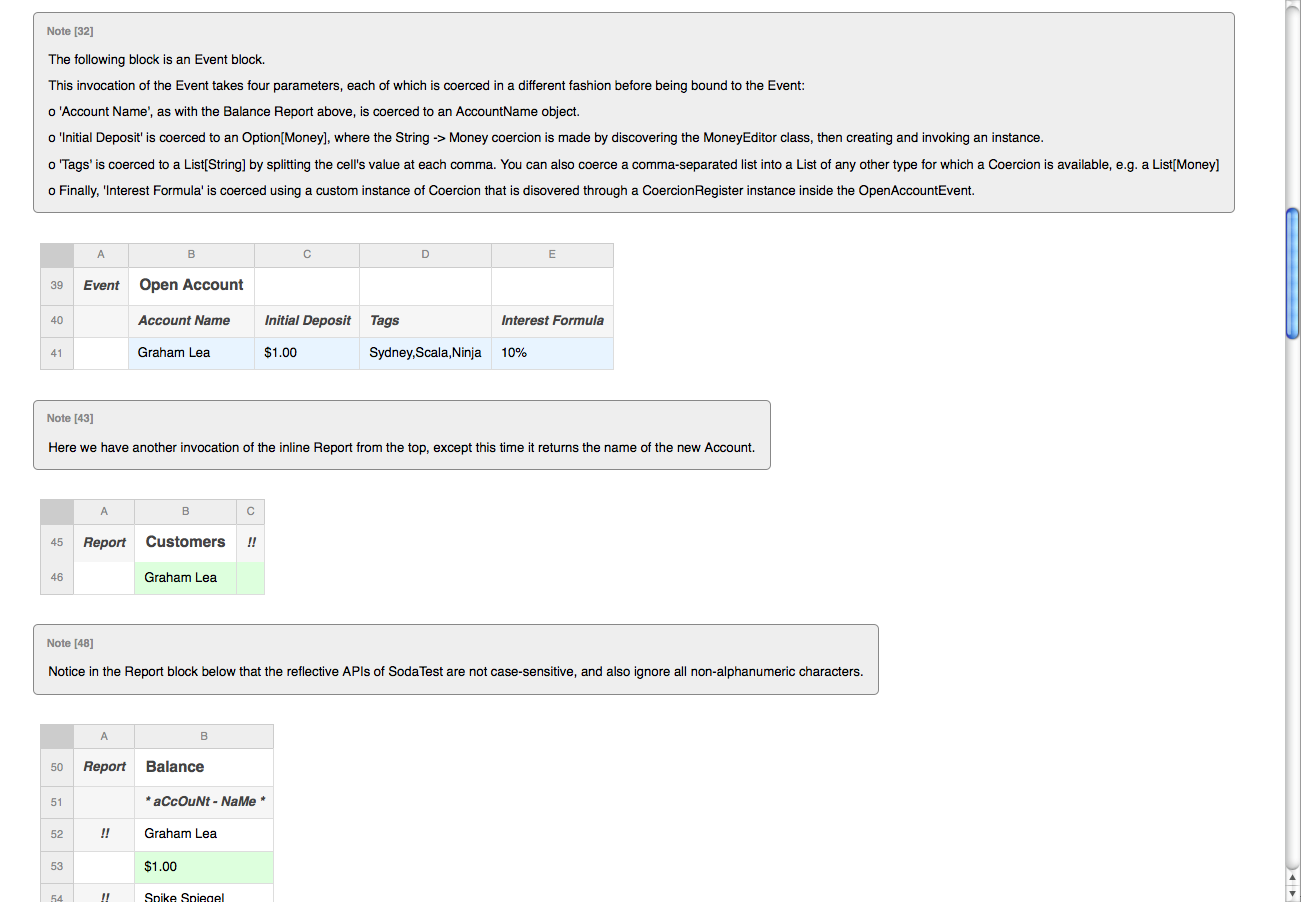 Note [32]
The following block is an Event block.
This invocation of the Event takes four parameters, each of which is coerced in a different fashion before being bound to the Event:
o 'Account Name', as with the Balance Report above, is coerced to an AccountName object.
o 'Initial Deposit' is coerced to an Option[Money], where the String -> Money coercion is made by discovering the MoneyEditor class, then creating and invoking an instance.
o 'Tags' is coerced to a List[String] by splitting the cell's value at each comma. You can also coerce a comma-separated list into a List of any other type for which a Coercion is available, e.g. a List[Money]
o Finally, 'Interest Formula' is coerced using a custom instance of Coercion that is disovered through a CoercionRegister instance inside the OpenAccountEvent.
A B C D E
39 Event Open Account
40 Account Name Initial Deposit Tags Interest Formula
41 Graham Lea $1.00 Sydney,Scala,Ninja 10%
Note [43]
Here we have another invocation of the inline Report from the top, except this time it returns the name of the new Account.
A B C
45 Report Customers !!
46 Graham Lea
Note [48]
Notice in the Report block below that the reflective APIs of SodaTest are not case-sensitive, and also ignore all non-alphanumeric characters.
A B
50 Report Balance
51 * aCcOuNt - NaMe *
52 !! Graham Lea
53 $1.00
54 !! Spike Spiegel